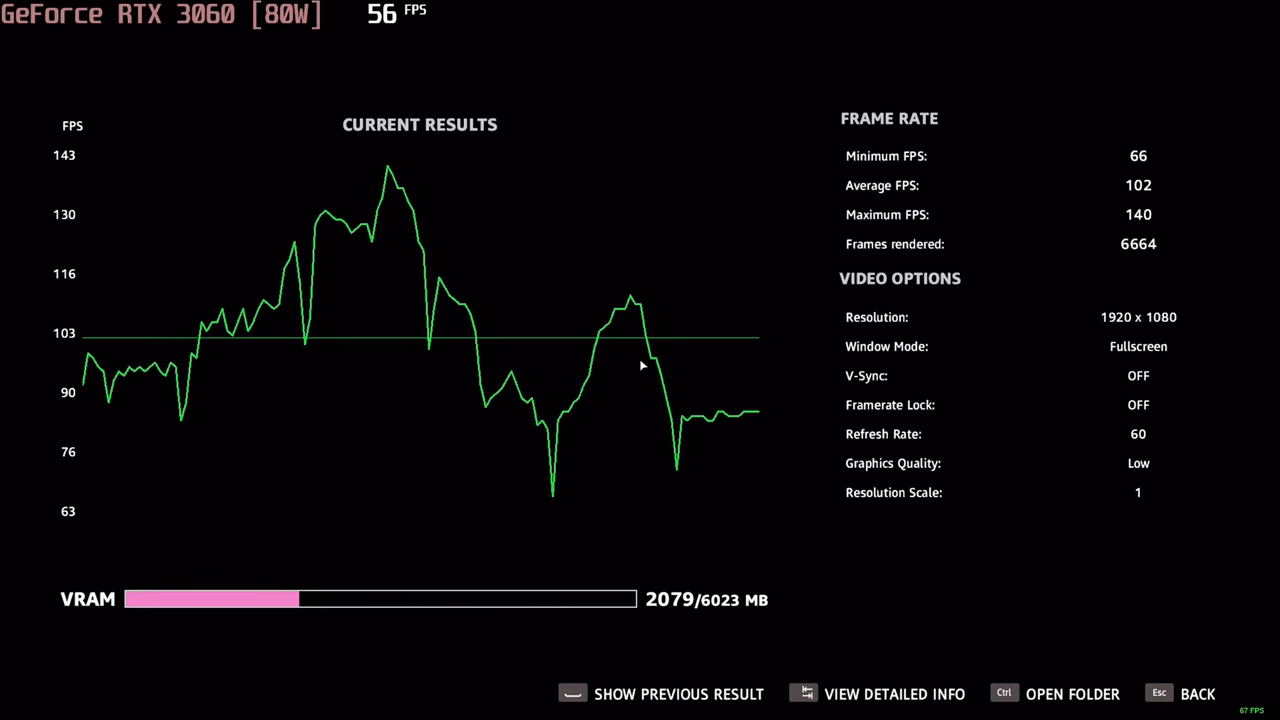 GeForce RTX 3060 [80W] 56 FPS
FPS
CURRENT RESULTS
143
130
116
103
90
76
63
VRAM 2079/6023 MB
FRAME RATE
Minimum FPS: 66
Average FPS: 102
Maximum FPS: 140
Frames rendered: 6664
VIDEO OPTIONS
Resolution: 1920 x 1080
Window Mode: Fullscreen
V-Sync: OFF
Framerate Lock: OFF
Refresh Rate: 60
Graphics Quality: Low
Resolution Scale: 1
SHOW PREVIOUS RESULT VIEW DETAILED INFO Ctrl OPEN FOLDER Esc BACK
67 FPS